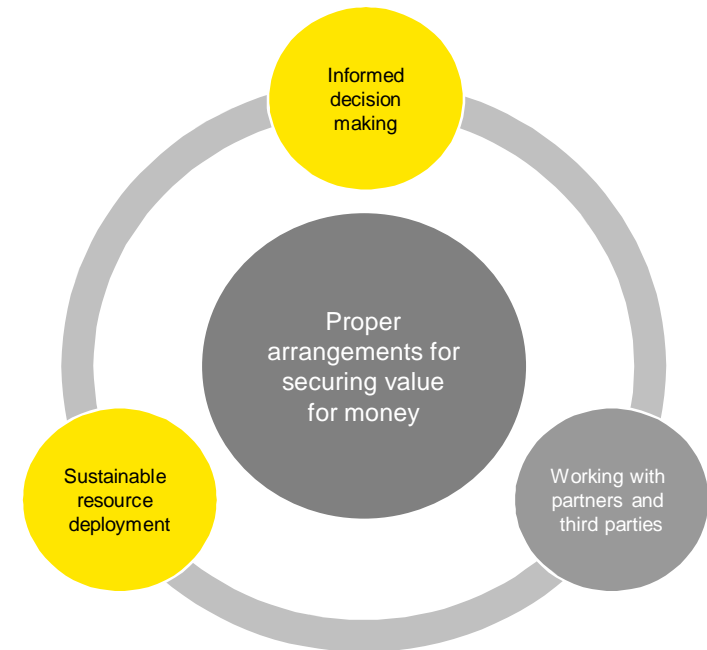 Informed
decision
making
Proper
arrangements for
securing value
for money
Sustainable
resource
deployment
Working with
partners and
third parties